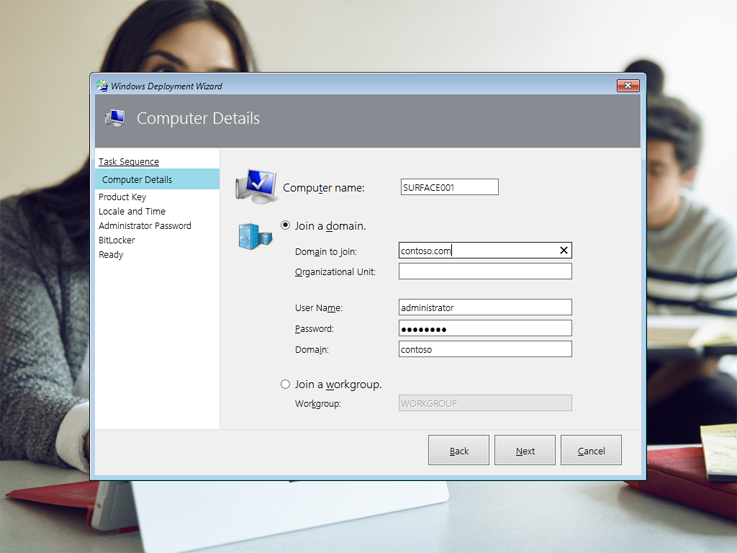 Windows Deployment Wizard
Computer Details
Task Sequence
Computer Details
Product Key
Locale and Time
Administrator Password
BitLocker
Ready
Computer name:
SURFACE001
Join a domain.
Domain to join:
contoso.com
Organizational Unit:
User Name:
administrator
Password:
●●●●●●●●
Domain:
contoso
Join a workgroup.
Workgroup:
WORKGROUP
Back
Next
Cancel